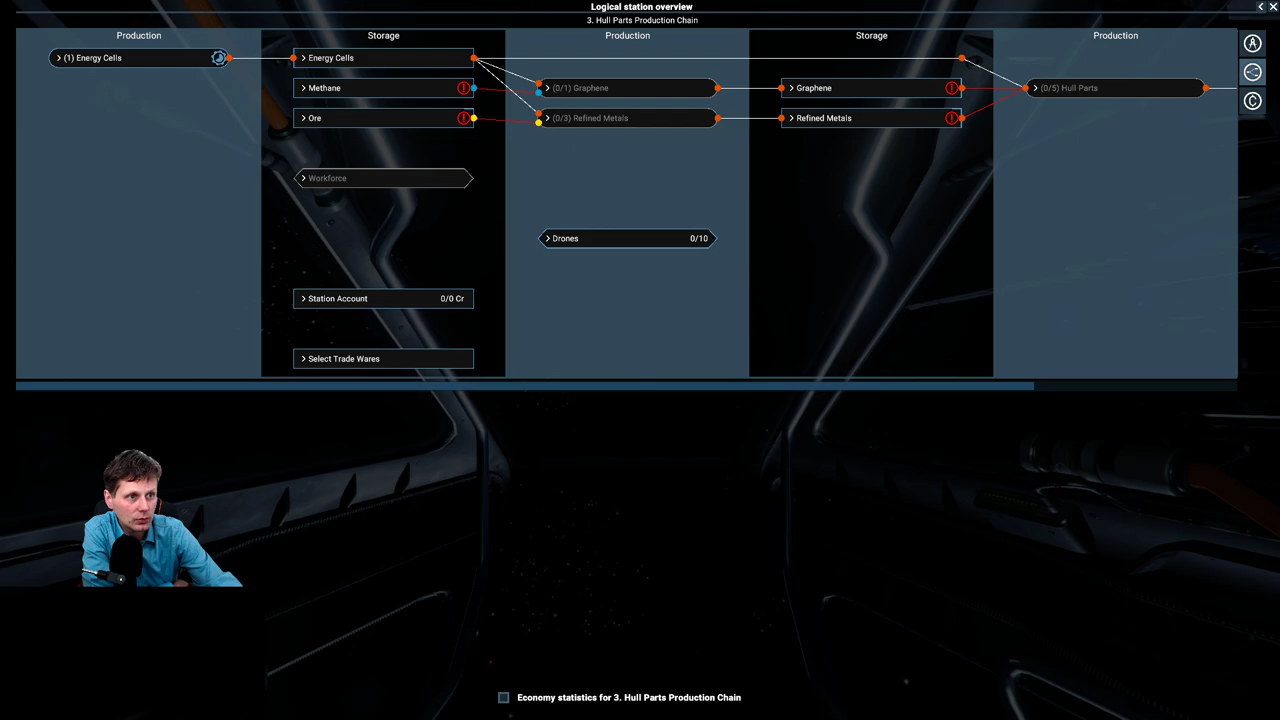 Logical station overview
3. Hull Parts Production Chain
Production
Storage
Production
Storage
Production
(1) Energy Cells
Energy Cells
Methane
(0/1) Graphene
Graphene
(0/5) Hull Parts
Ore
(0/3) Refined Metals
Refined Metals
Workforce
Drones 0/10
Station Account 0/0 Cr
Select Trade Wares
Economy statistics for 3. Hull Parts Production Chain